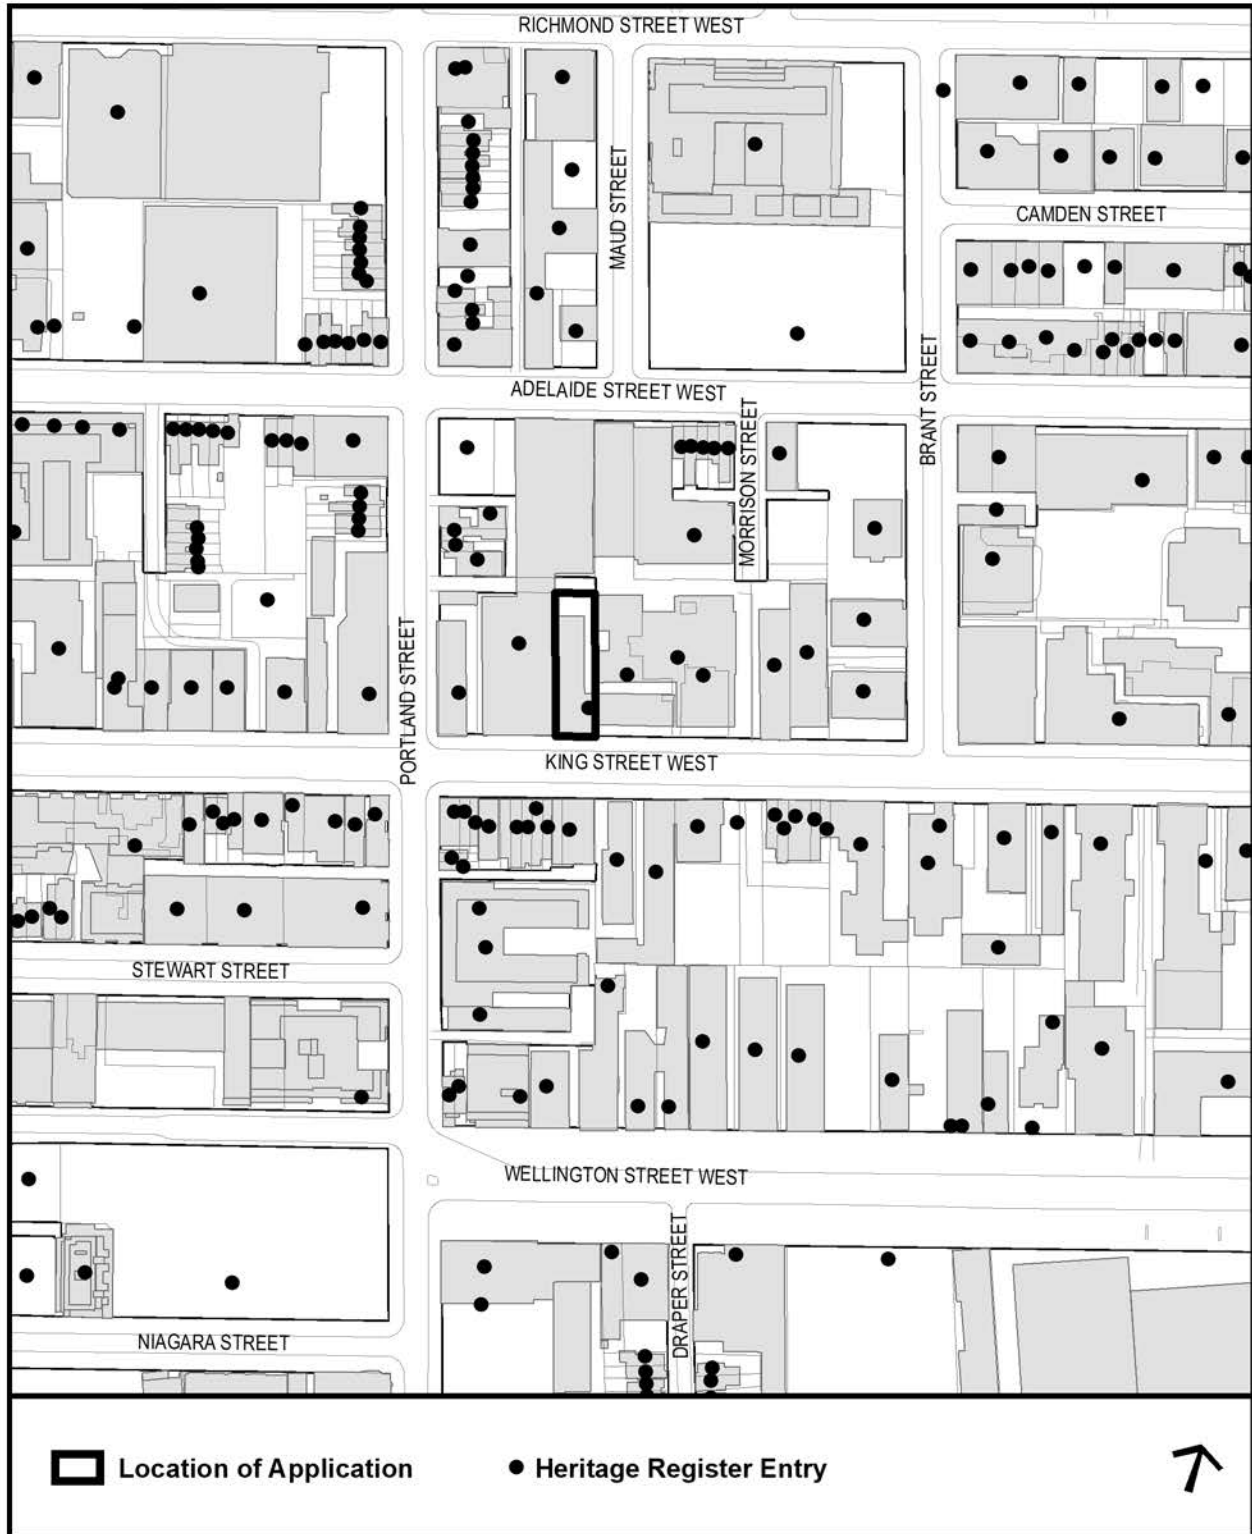 RICHMOND STREET WEST
MAUD STREET
CAMDEN STREET
ADELAIDE STREET WEST
BRANT STREET
MORRISON STREET
PORTLAND STREET
KING STREET WEST
STEWART STREET
WELLINGTON STREET WEST
DRAPER STREET
NIAGARA STREET
Location of Application
Heritage Register Entry